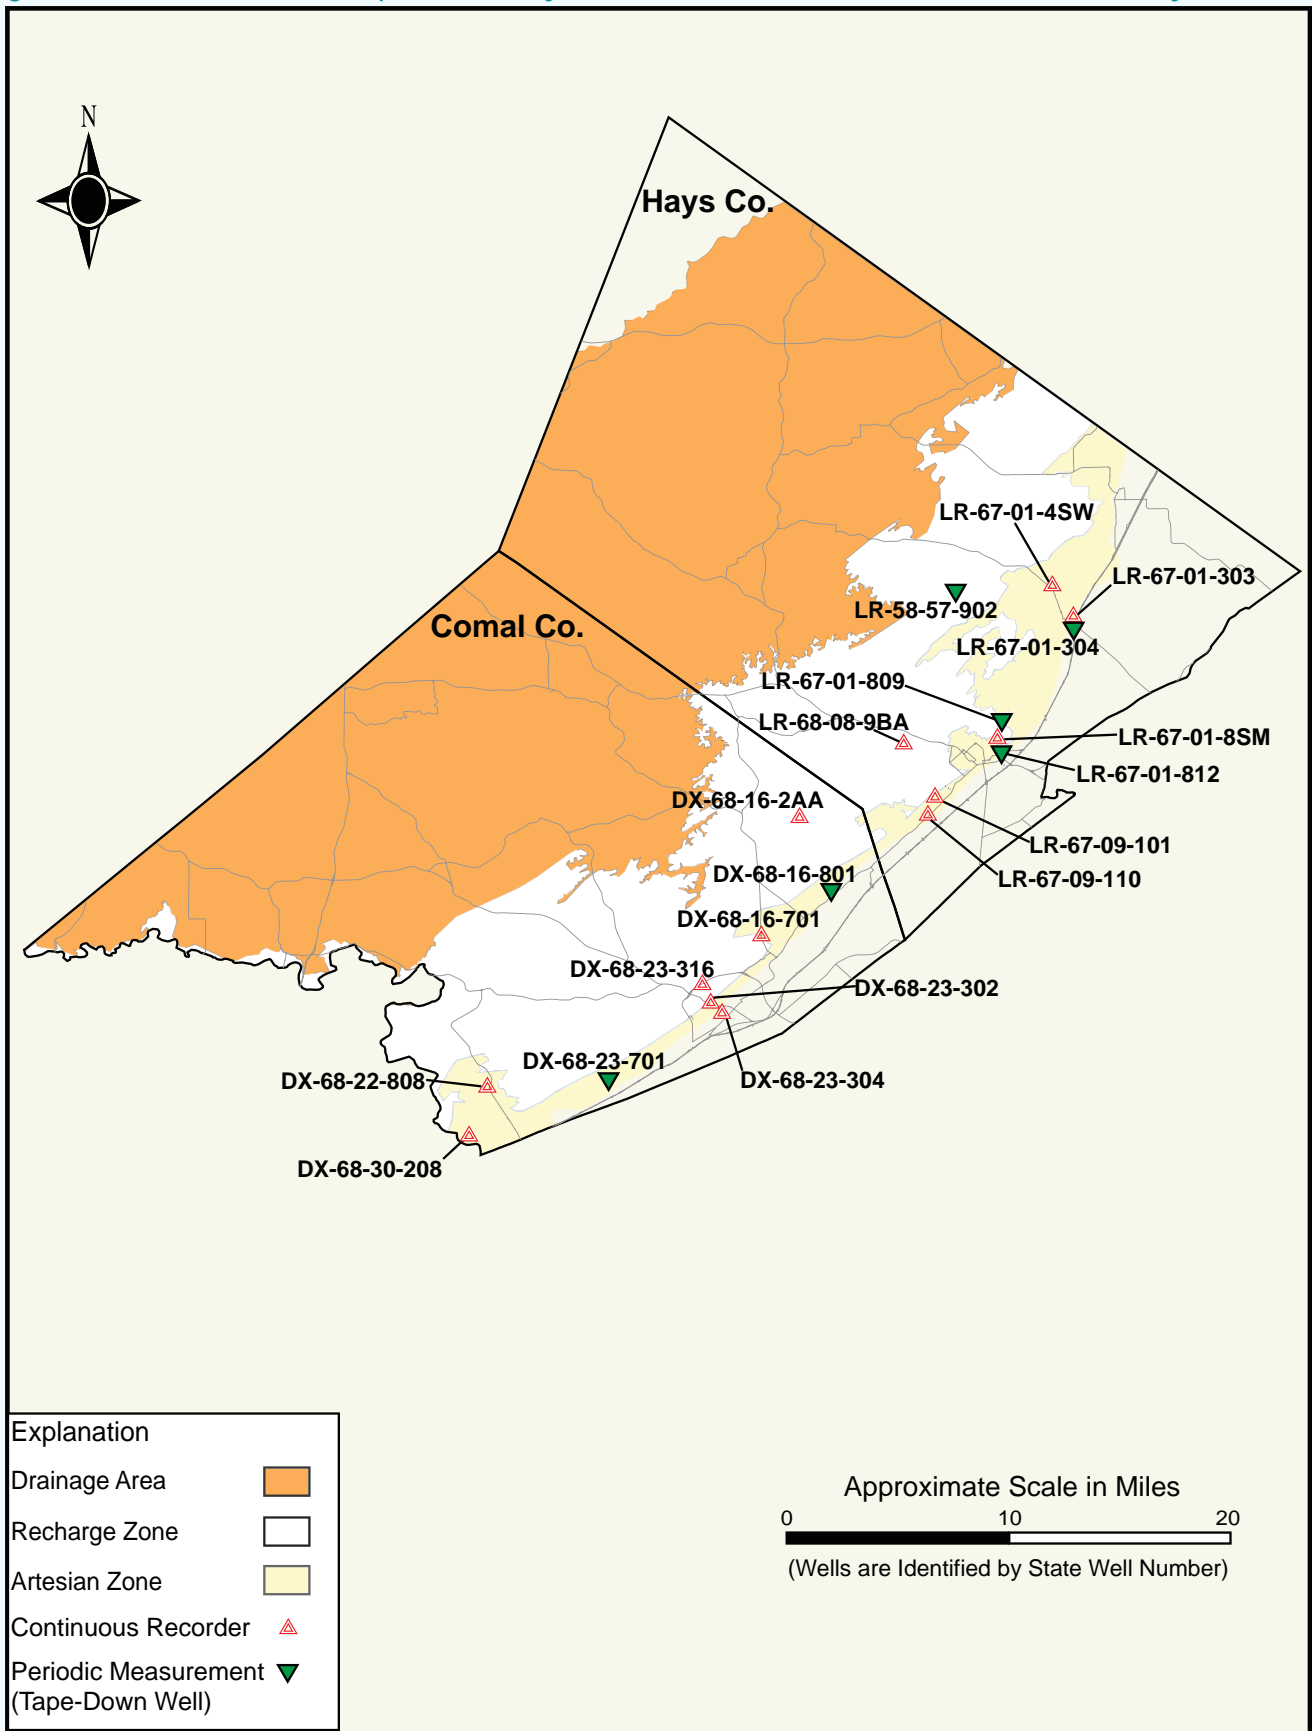 N
Hays Co.
LR-67-01-4SW
LR-67-01-303
LR-58-57-902
Comal Co.
LR-67-01-304
LR-67-01-809
LR-68-08-9BA
LR-67-01-8SM
LR-67-01-812
DX-68-16-2AA
LR-67-09-101
DX-68-16-801
LR-67-09-110
DX-68-16-701
DX-68-23-316
DX-68-23-302
DX-68-23-701
DX-68-22-808
DX-68-23-304
DX-68-30-208
Explanation
Drainage Area
Recharge Zone
Artesian Zone
Continuous Recorder
Periodic Measurement
(Tape-Down Well)
Approximate Scale in Miles
0 10 20
(Wells are Identified by State Well Number)